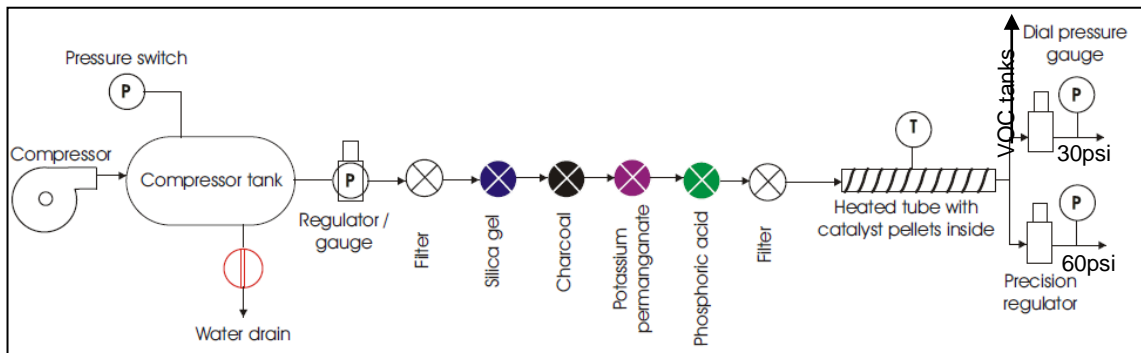 Pressure switch
P
Compressor
Compressor tank
Water drain
P
Regulator /
gauge
Filter
Silica gel
Charcoal
Potassium
permanganate
Phosphoric acid
Filter
T
Heated tube with
catalyst pellets inside
VOC tanks
Dial pressure
gauge
P
30psi
P
60psi
Precision
regulator